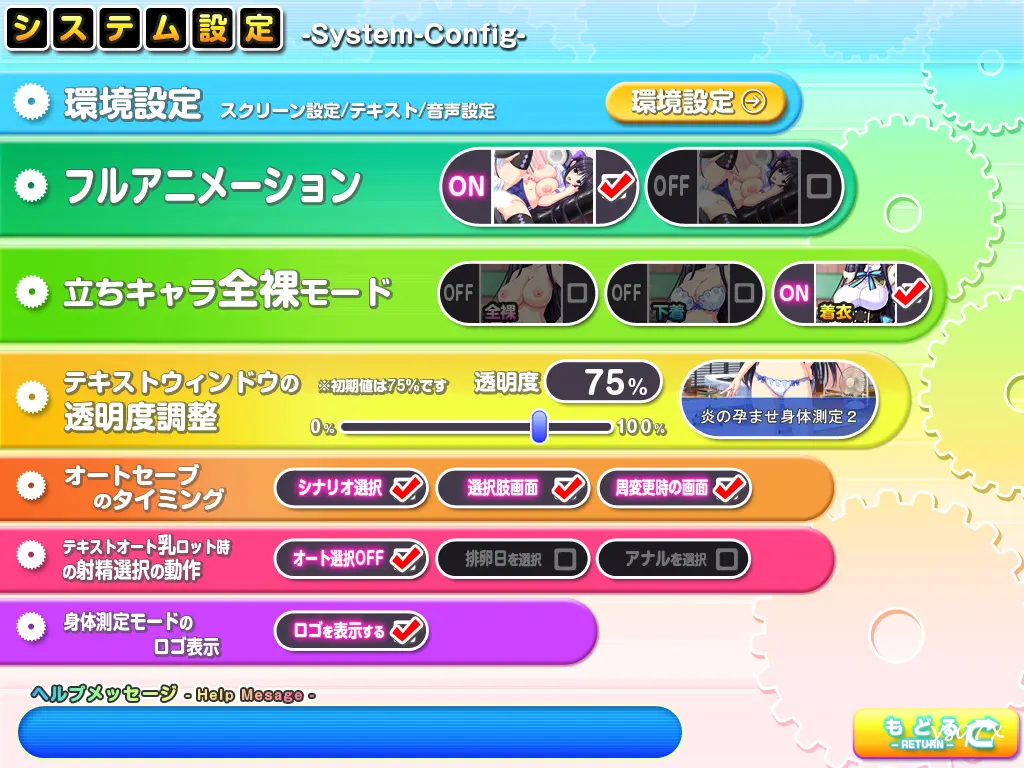 システム設定 -System-Config-
環境設定 スクリーン設定/テキスト/音声設定 環境設定
フルアニメーション ON OFF
立ちキャラ全裸モード OFF 全裸 OFF 下着 ON 着衣
テキストウィンドウの ※初期値は75%です 透明度 75%
透明度調整 0% 100% 炎の孕ませ身体測定2
オートセーブ
のタイミング シナリオ選択 選択肢画面 周変更時の画面
テキストオート乳ロット時
の射精選択の動作 オート選択OFF 排卵日を選択 アナルを選択
身体測定モードの
ロゴ表示 ロゴを表示する
ヘルプメッセージ - Help Mesage -
もどる
- RETURN -